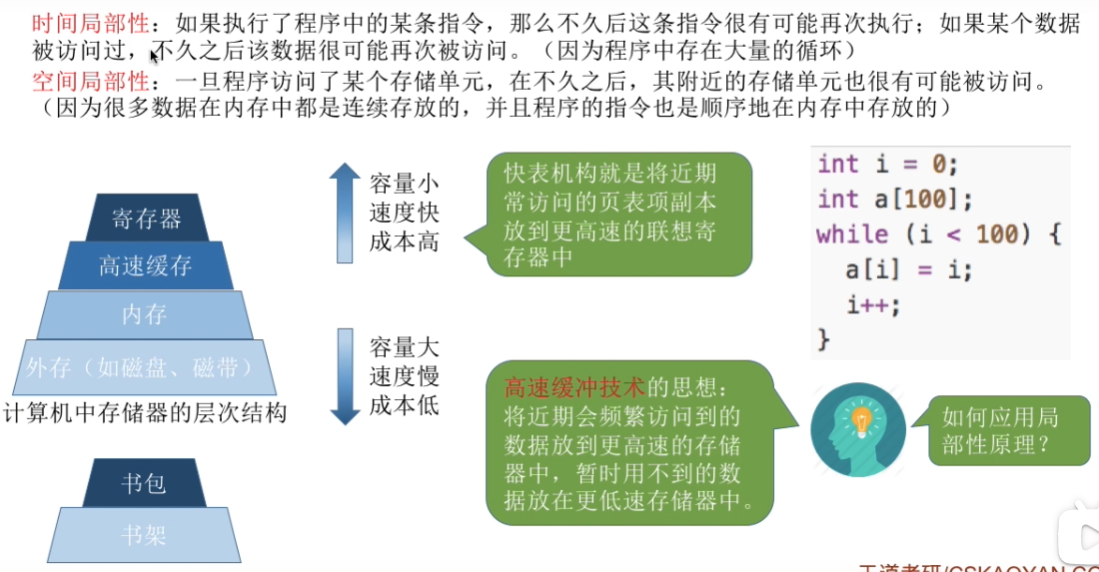 时间局部性：如果执行了程序中的某条指令，那么不久后这条指令很有可能再次执行；如果某个数据
被访问过，不久之后该数据很可能再次被访问。（因为程序中存在大量的循环）
空间局部性：一旦程序访问了某个存储单元，在不久之后，其附近的存储单元也很有可能被访问。
（因为很多数据在内存中都是连续存放的，并且程序的指令也是顺序地在内存中存放的）
寄存器
高速缓存
内存
外存（如磁盘、磁带）
计算机中存储器的层次结构
书包
书架
容量小
速度快
成本高
容量大
速度慢
成本低
快表机构就是将近期
常访问的页表项副本
放到更高速的联想寄
存器中
高速缓冲技术的思想：
将近期会频繁访问到的
数据放到更高速的存储
器中，暂时用不到的数
据放在更低速存储器中。
int i = 0;
int a[100];
while (i < 100) {
a[i] = i;
i++;
}
如何应用局
部性原理？